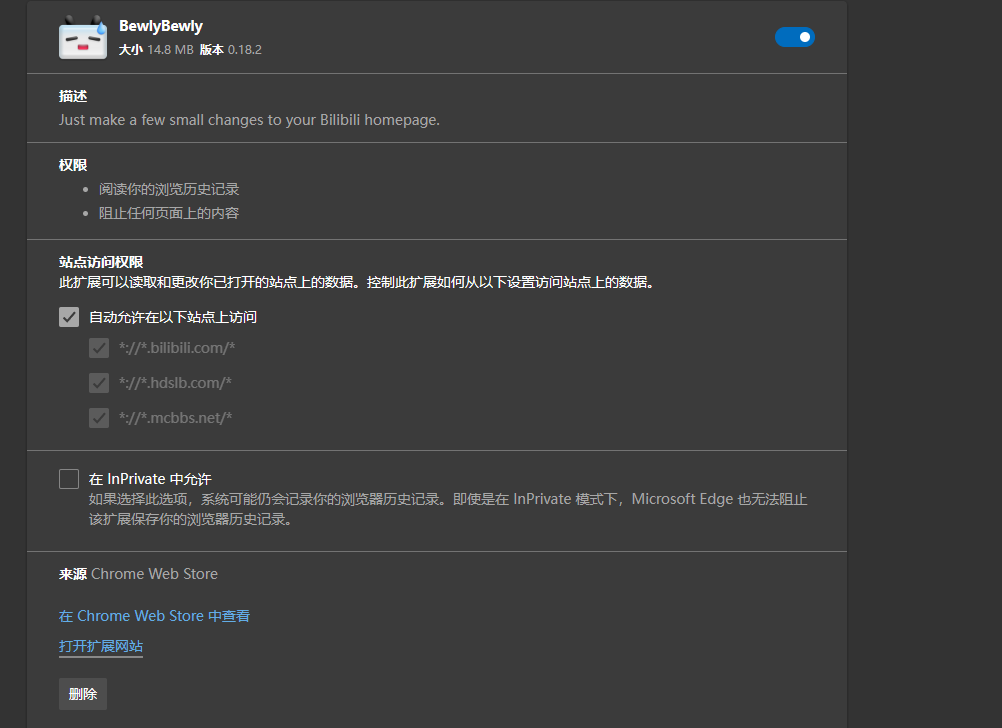 BewlyBewly
大小 14.8 MB 版本 0.18.2
描述
Just make a few small changes to your Bilibili homepage.
权限
阅读你的浏览历史记录
阻止任何页面上的内容
站点访问权限
此扩展可以读取和更改你已打开的站点上的数据。控制此扩展如何从以下设置访问站点上的数据。
自动允许在以下站点上访问
*://*.bilibili.com/*
*://*.hdslb.com/*
*://*.mcbbs.net/*
在 InPrivate 中允许
如果选择此选项，系统可能仍会记录你的浏览器历史记录。即使是在 InPrivate 模式下，Microsoft Edge 也无法阻止
该扩展保存你的浏览器历史记录。
来源 Chrome Web Store
在 Chrome Web Store 中查看
打开扩展网站
删除